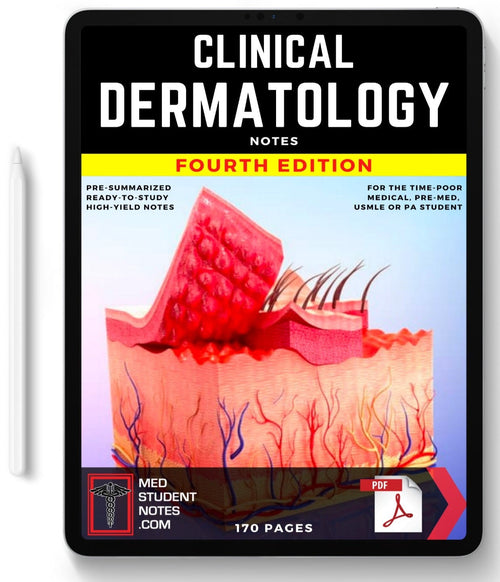 CLINICAL
DERMATOLOGY
NOTES
FOURTH EDITION
PRE-SUMMARIZED
READY-TO-STUDY
HIGH-YIELD NOTES
FOR THE TIME-POOR
MEDICAL, PRE-MED,
USMLE OR PA STUDENT
MED
STUDENT
NOTES
.COM
170 PAGES
PDF